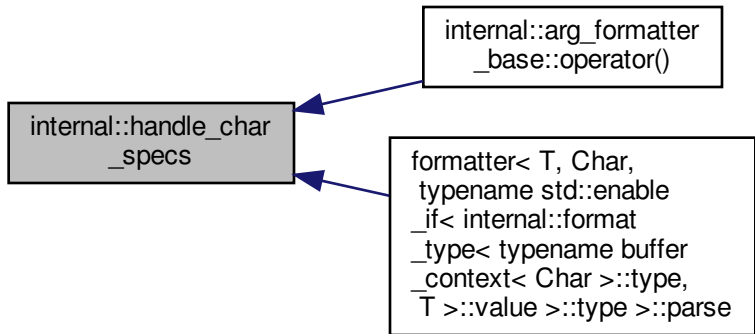 internal::arg_formatter
_base::operator()
internal::handle_char
_specs
formatter< T, Char,
typename std::enable
_if< internal::format
_type< typename buffer
_context< Char >::type,
T >::value >::type >::parse